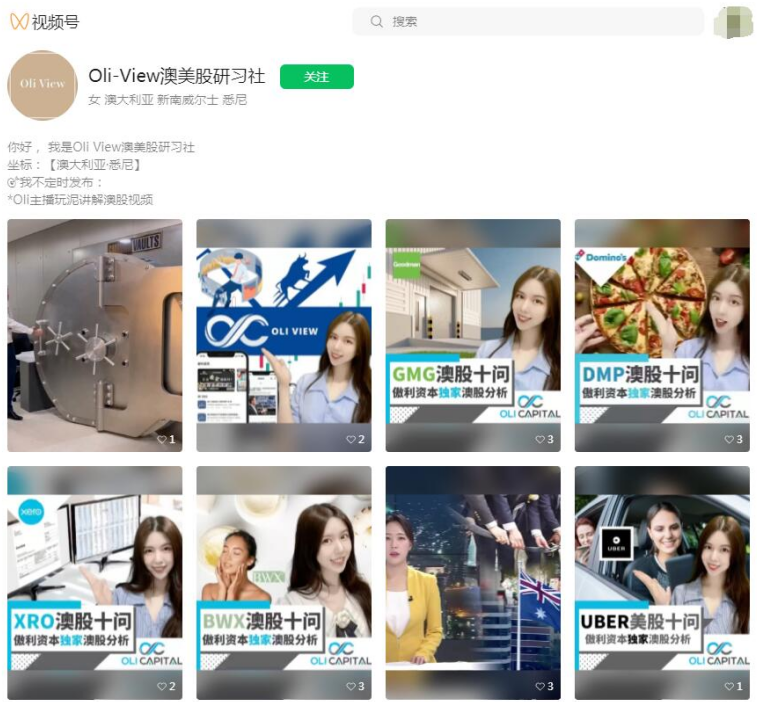 视频号
搜索
Oli View
Oli-View澳美股研习社
关注
女 澳大利亚 新南威尔士 悉尼
你好，我是Oli View澳美股研习社
坐标：【澳大利亚·悉尼】
我不定时发布：
*Oli主播玩泥讲解澳股视频
VAULTS
1
OLI VIEW
2
Goodman
GMG澳股十问
傲利资本独家澳股分析
OLI CAPITAL
3
Domino's
DMP澳股十问
傲利资本独家澳股分析
OLI CAPITAL
3
xero
XRO澳股十问
傲利资本独家澳股分析
OLI CAPITAL
2
BWX
BWX澳股十问
傲利资本独家澳股分析
OLI CAPITAL
3
3
UBER
UBER美股十问
傲利资本独家澳股分析
OLI CAPITAL
1